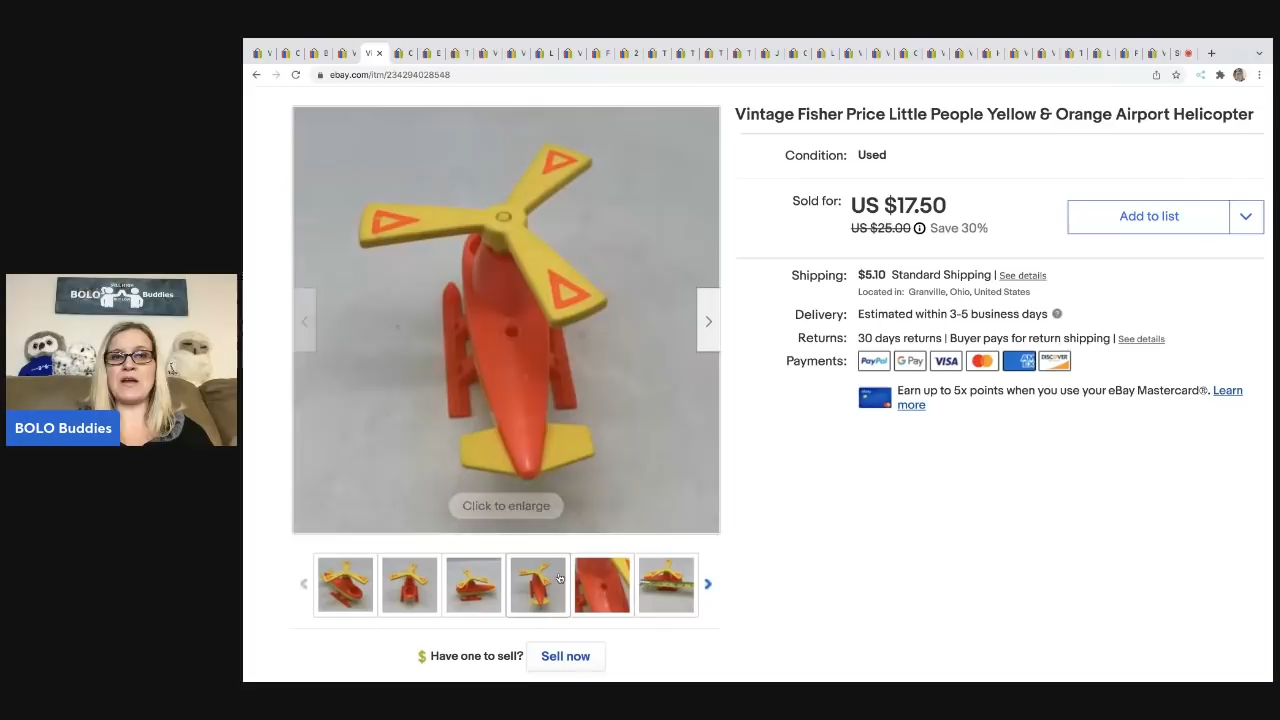 ebay.com/itm/234294028548
Vintage Fisher Price Little People Yellow & Orange Airport Helicopter
Condition: Used
Sold for: US $17.50
US $25.00 Save 30%
Add to list
Shipping: $5.10 Standard Shipping | See details
Located in: Granville, Ohio, United States
Delivery: Estimated within 3-5 business days
Returns: 30 days returns | Buyer pays for return shipping | See details
Payments: PayPal G Pay VISA DISCOVER
Earn up to 5x points when you use your eBay Mastercard®. Learn
more
Click to enlarge
Have one to sell? Sell now
BOLO Buddies
BOLO Buddies